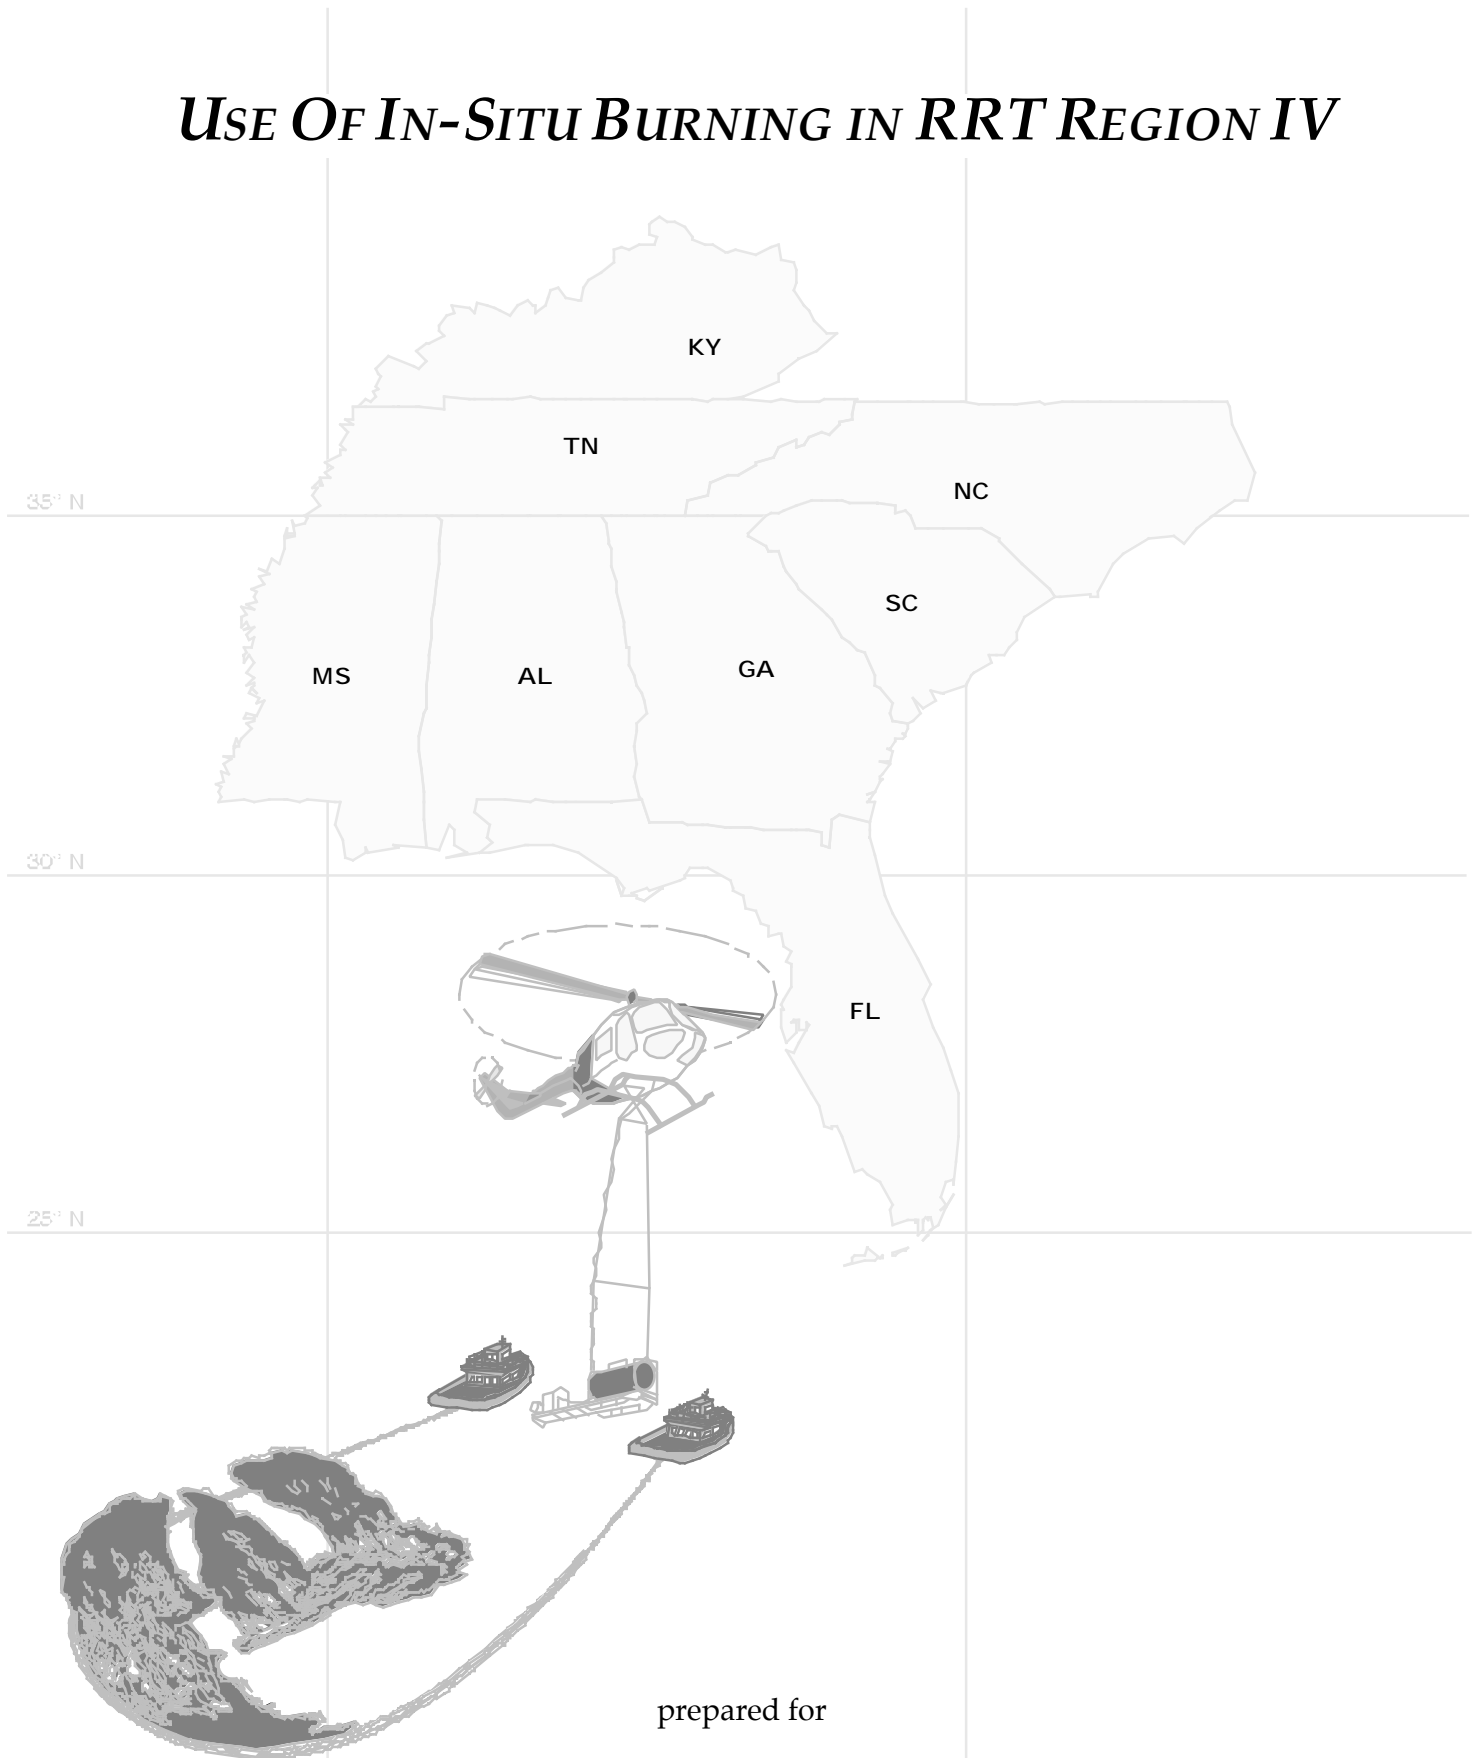 USE OF IN-SITU BURNING IN RRT REGION IV
KY
TN
NC
35° N
SC
GA
MS
AL
30° N
FL
25° N
prepared for